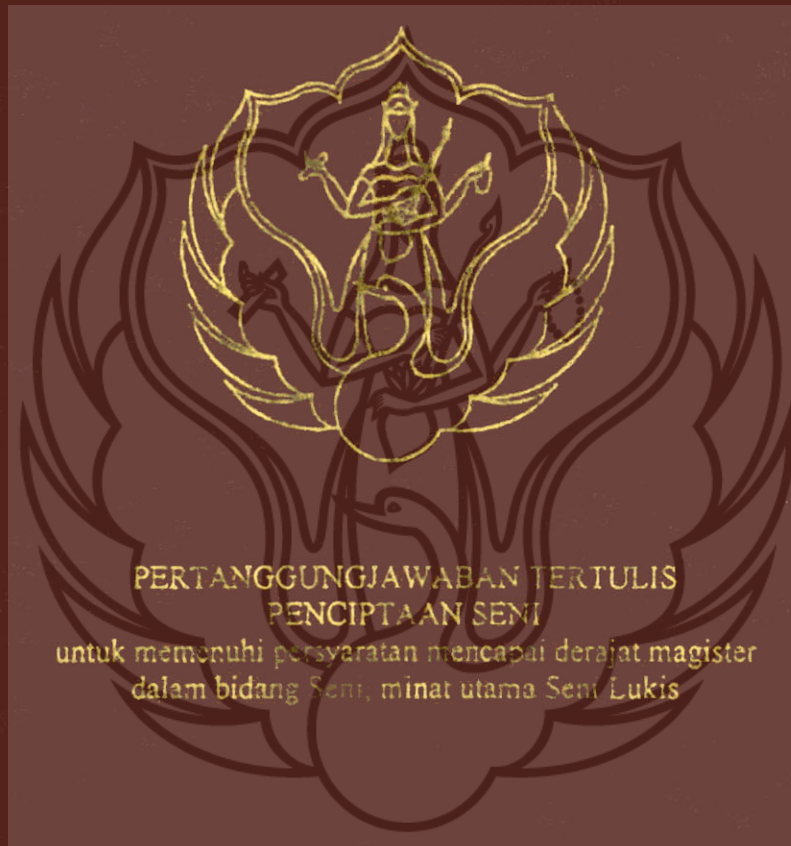 PERTANGGUNGJAWABAN TERTULIS
PENCIPTAAN SENI
untuk memenuhi persyaratan mencapai derajat magister
dalam bidang Seni, minat utama Seni Lukis